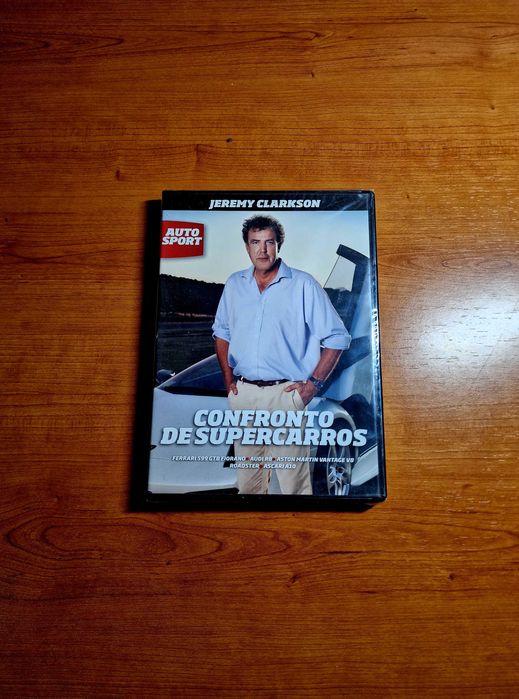 JEREMY CLARKSON
AUTO
SPORT
CONFRONTO
DE SUPERCARROS
FERRARI 599 GTB FIORANO • AUDI R8 • ASTON MARTIN VANTAGE V8
ROADSTER • ASCARI A10